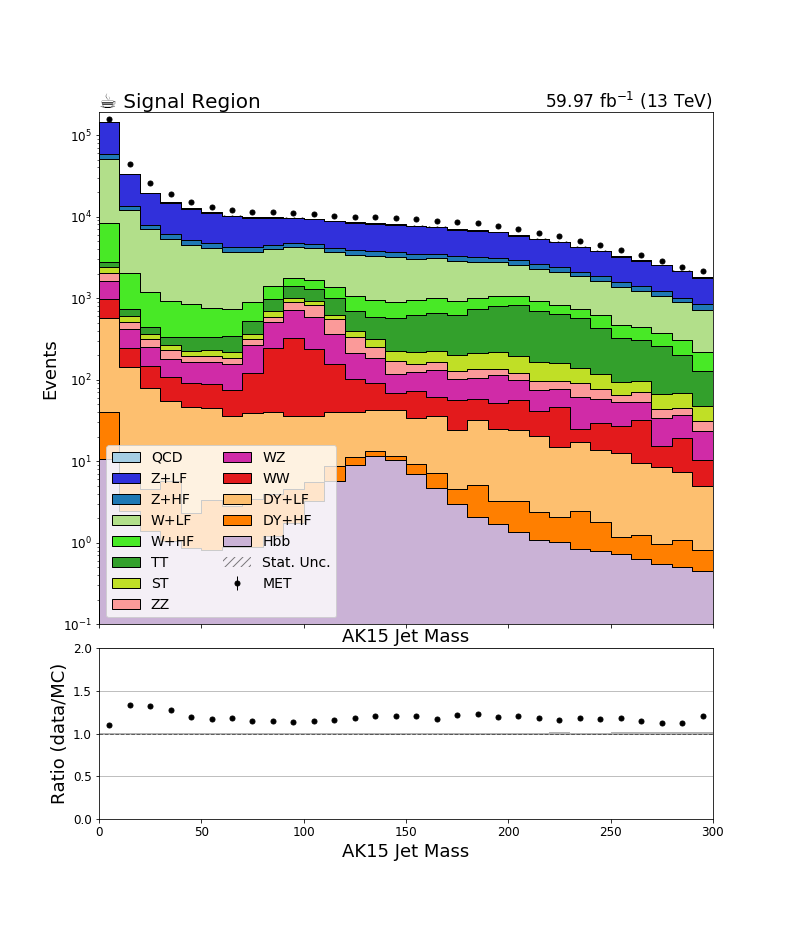 ☕ Signal Region 59.97 fb⁻¹ (13 TeV)
Events
10⁵
10⁴
10³
10²
10¹
10⁰
10⁻¹
QCD WZ
Z+LF WW
Z+HF DY+LF
W+LF DY+HF
W+HF Hbb
TT Stat. Unc.
ST MET
ZZ
AK15 Jet Mass
Ratio (data/MC)
2.0
1.5
1.0
0.5
0.0
0 50 100 150 200 250 300
AK15 Jet Mass